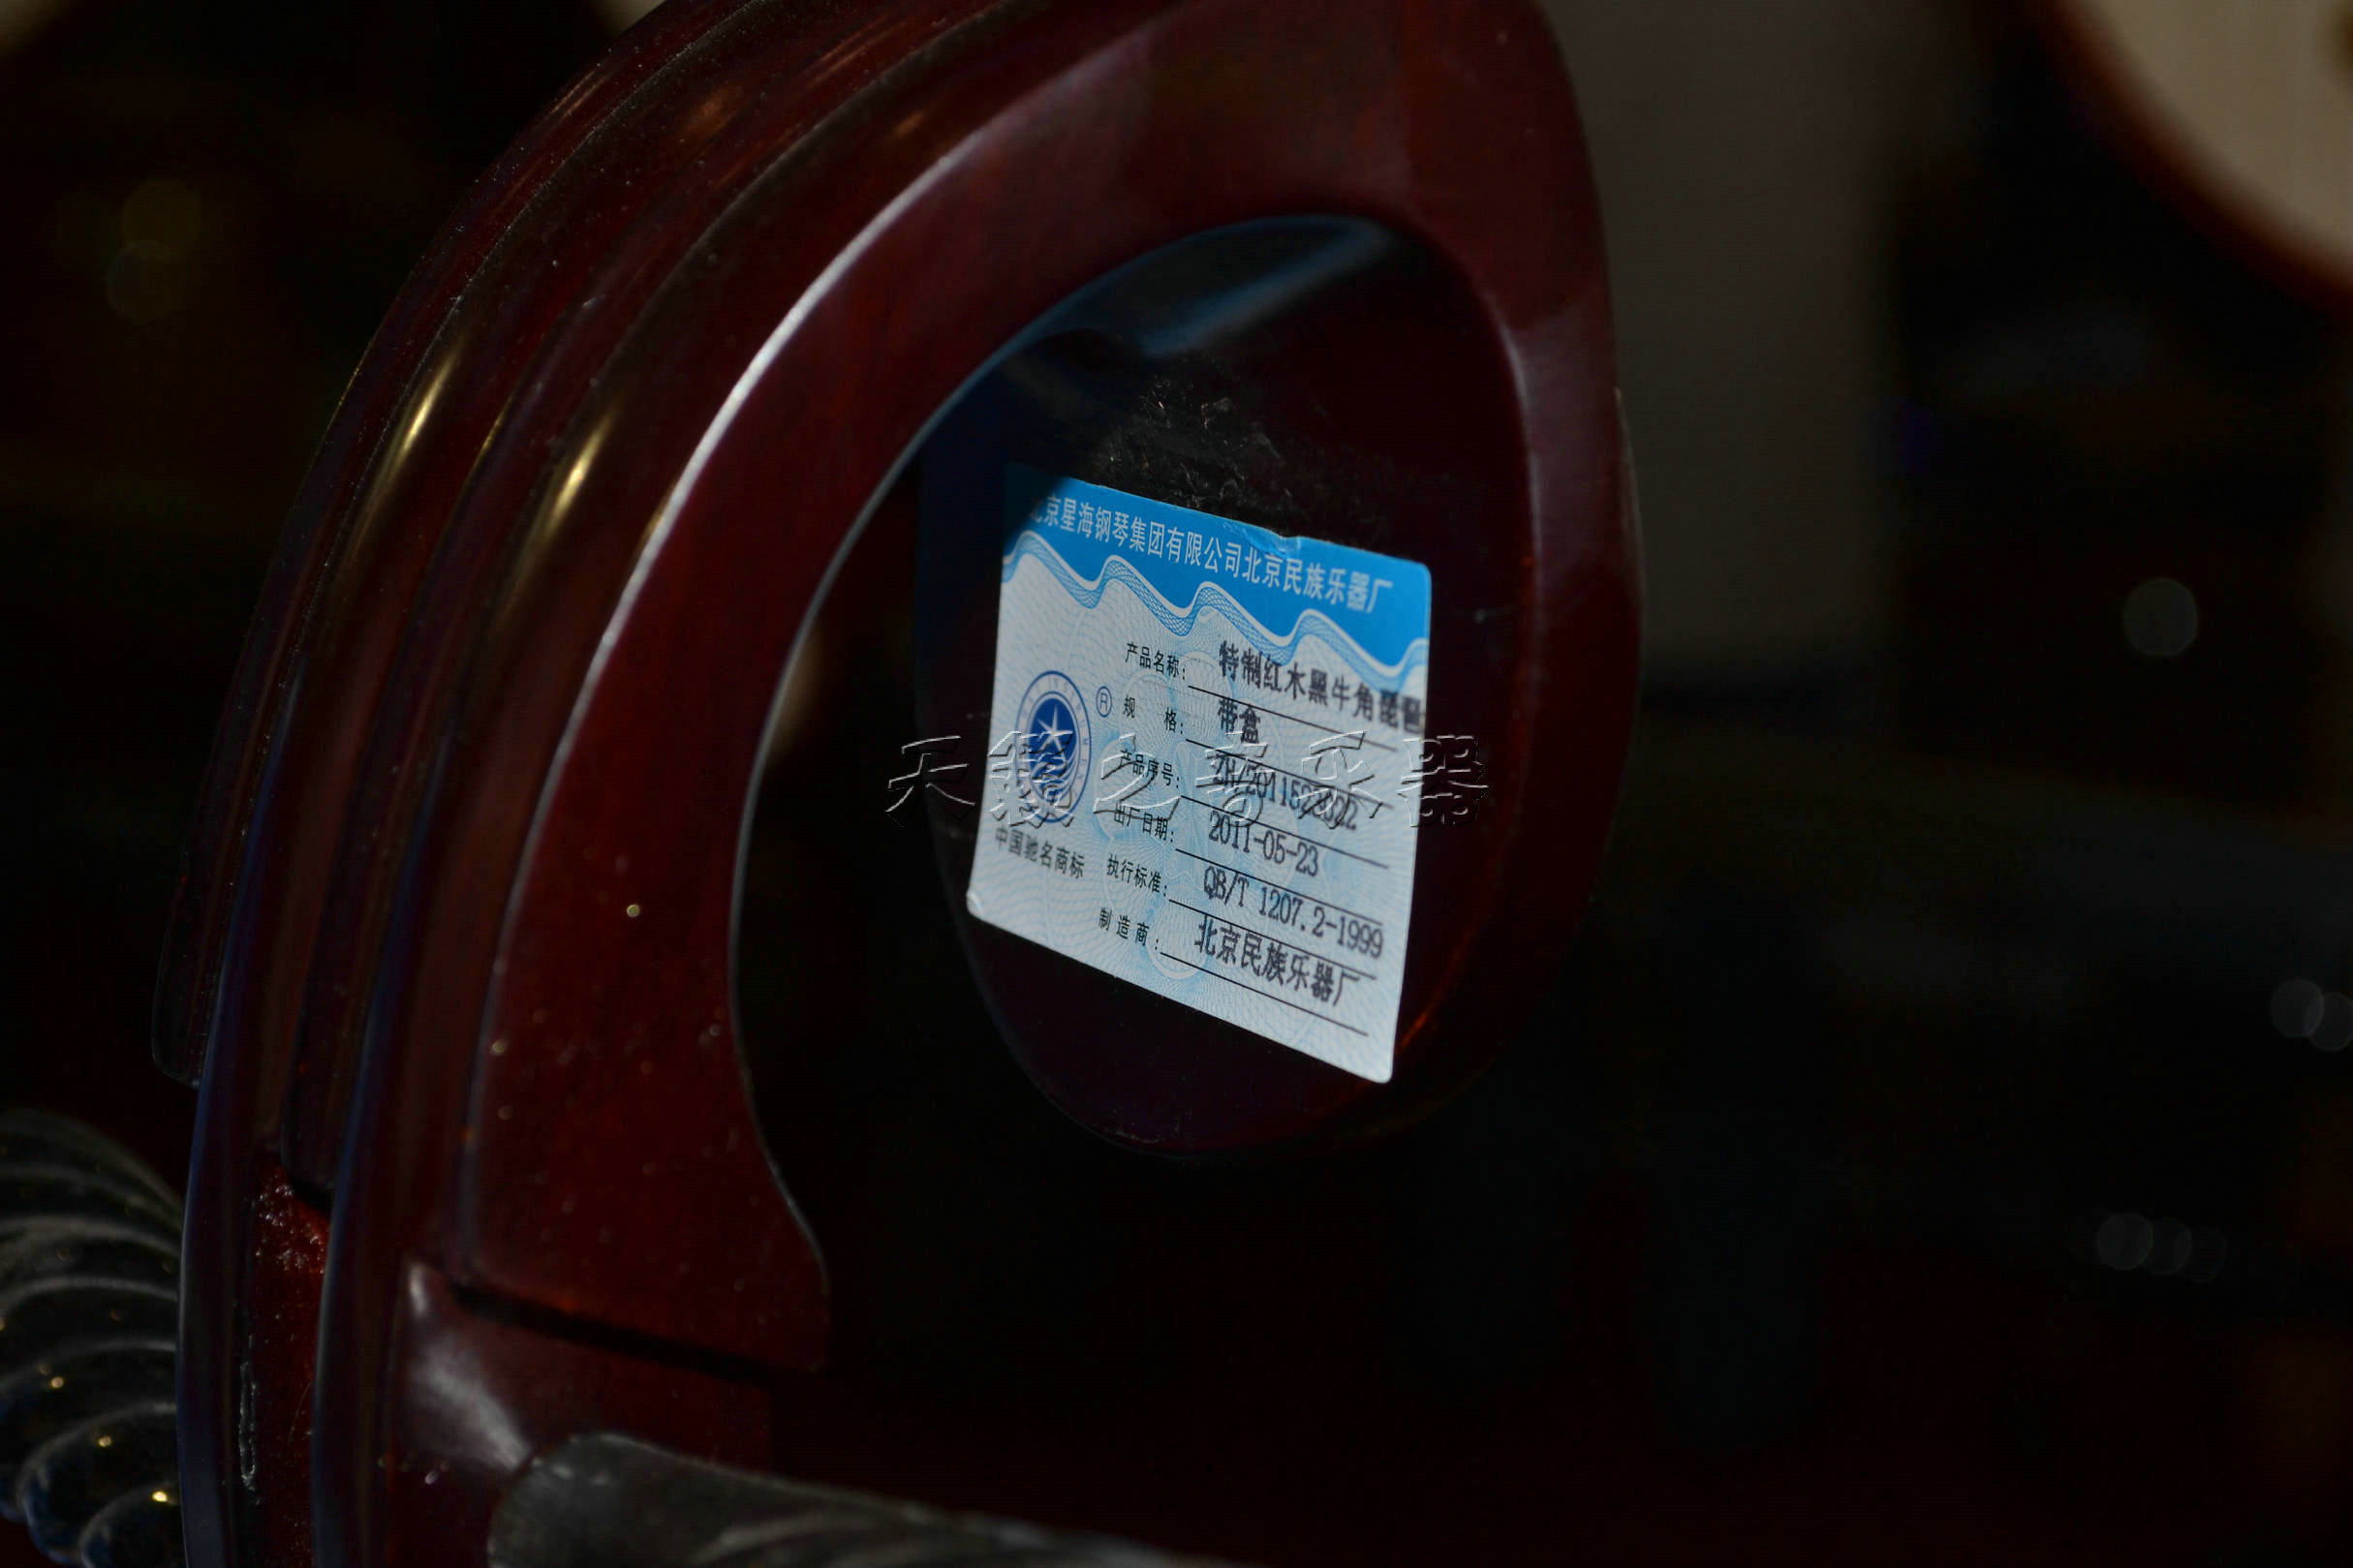 北京星海钢琴集团有限公司北京民族乐器厂
产品名称: 特制红木黑牛角琵琶
规 格: 带盒
产品序号:
出厂日期: 2011-05-23
执行标准: QB/T 1207.2-1999
制造商: 北京民族乐器厂
®
中国驰名商标
天籁之音乐器